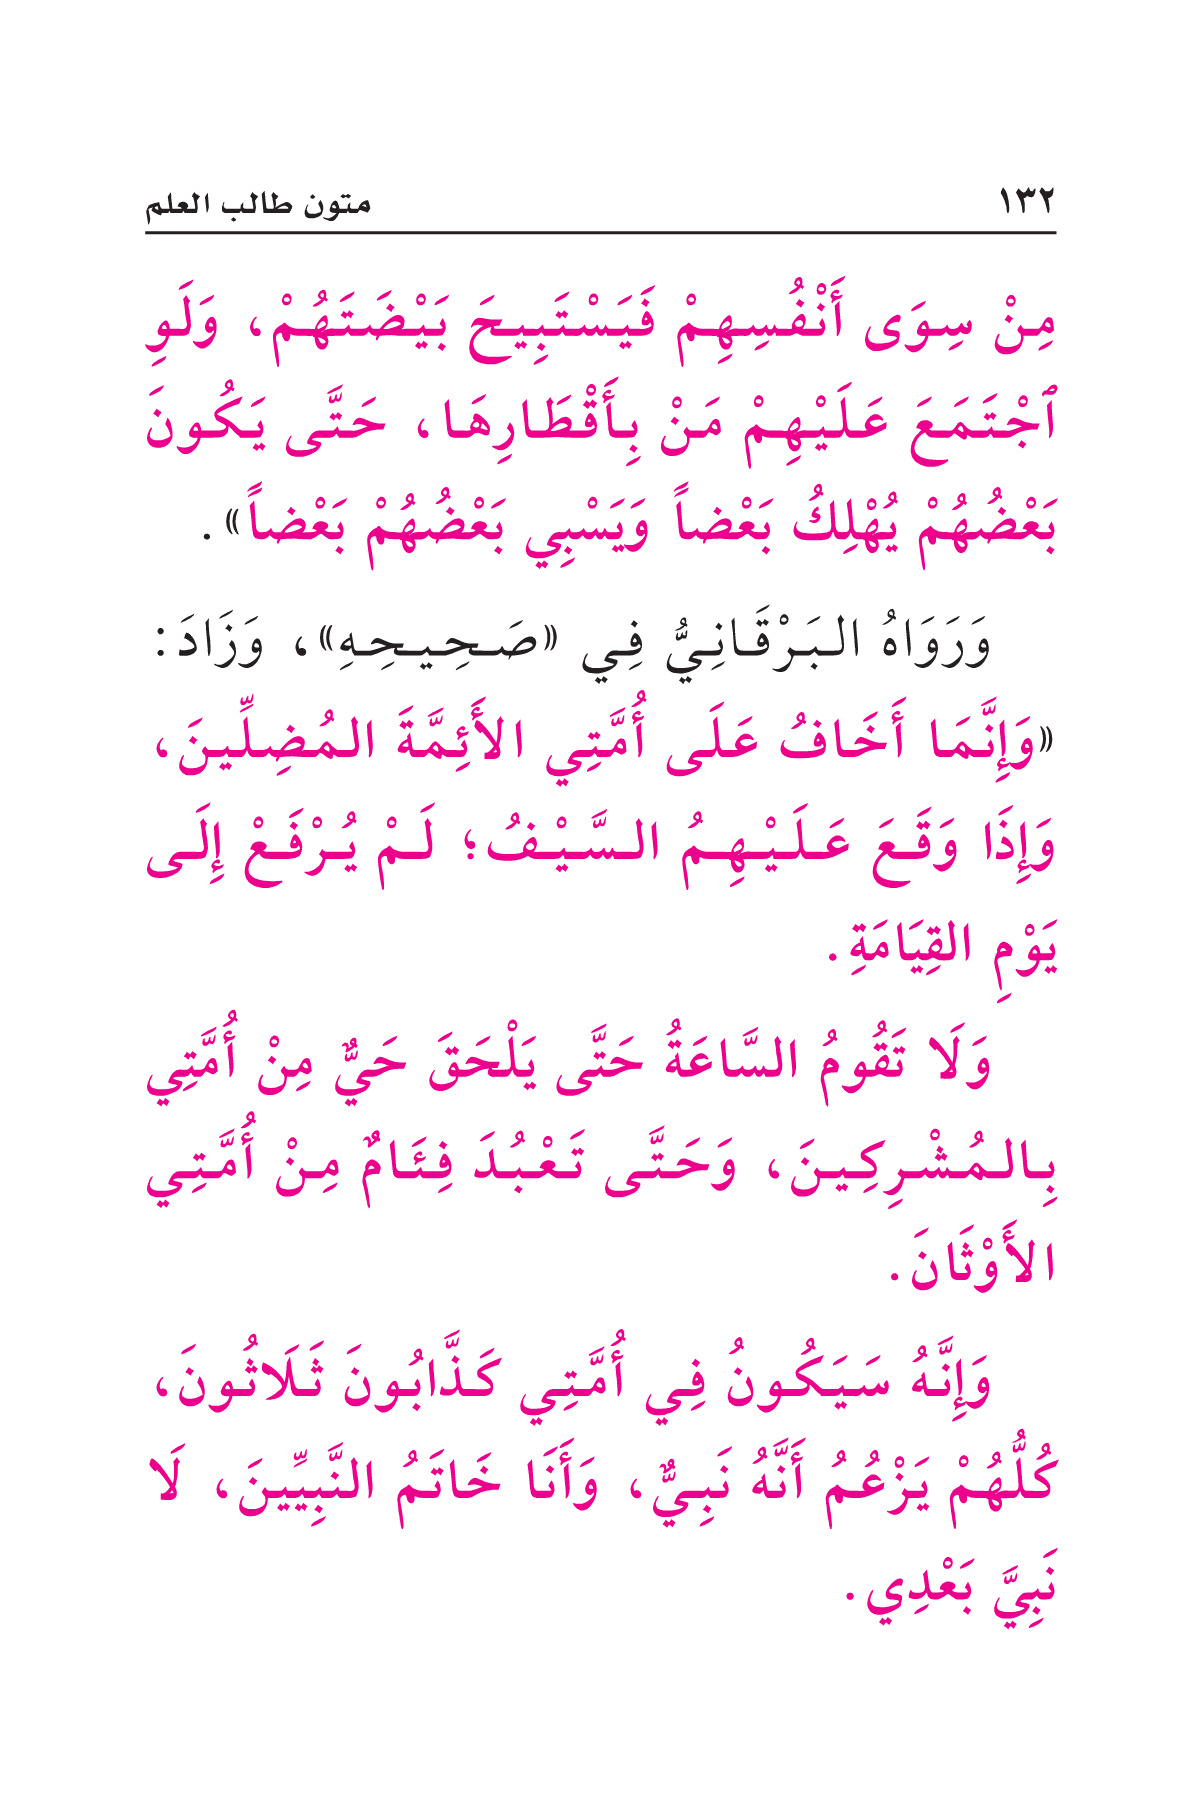 ١٣٢
متون طالب العلم
مِنْ سِوَى أَنْفُسِهِمْ فَيَسْتَبِيحَ بَيْضَتَهُمْ، وَلَوِ
ٱجْتَمَعَ عَلَيْهِمْ مَنْ بِأَقْطَارِهَا، حَتَّى يَكُونَ
بَعْضُهُمْ يُهْلِكُ بَعْضاً وَيَسْبِي بَعْضُهُمْ بَعْضاً».
وَرَوَاهُ البَرْقَانِيُّ فِي «صَحِيحِهِ»، وَزَادَ:
«وَإِنَّمَا أَخَافُ عَلَى أُمَّتِي الأَئِمَّةَ المُضِلِّينَ،
وَإِذَا وَقَعَ عَلَيْهِمُ السَّيْفُ؛ لَمْ يُرْفَعْ إِلَى
يَوْمِ القِيَامَةِ.
وَلَا تَقُومُ السَّاعَةُ حَتَّى يَلْحَقَ حَيٌّ مِنْ أُمَّتِي
بِالمُشْرِكِينَ، وَحَتَّى تَعْبُدَ فِئَامٌ مِنْ أُمَّتِي
الأَوْثَانَ.
وَإِنَّهُ سَيَكُونُ فِي أُمَّتِي كَذَّابُونَ ثَلَاثُونَ،
كُلُّهُمْ يَزْعُمُ أَنَّهُ نَبِيٌّ، وَأَنَا خَاتَمُ النَّبِيِّينَ، لَا
نَبِيَّ بَعْدِي.